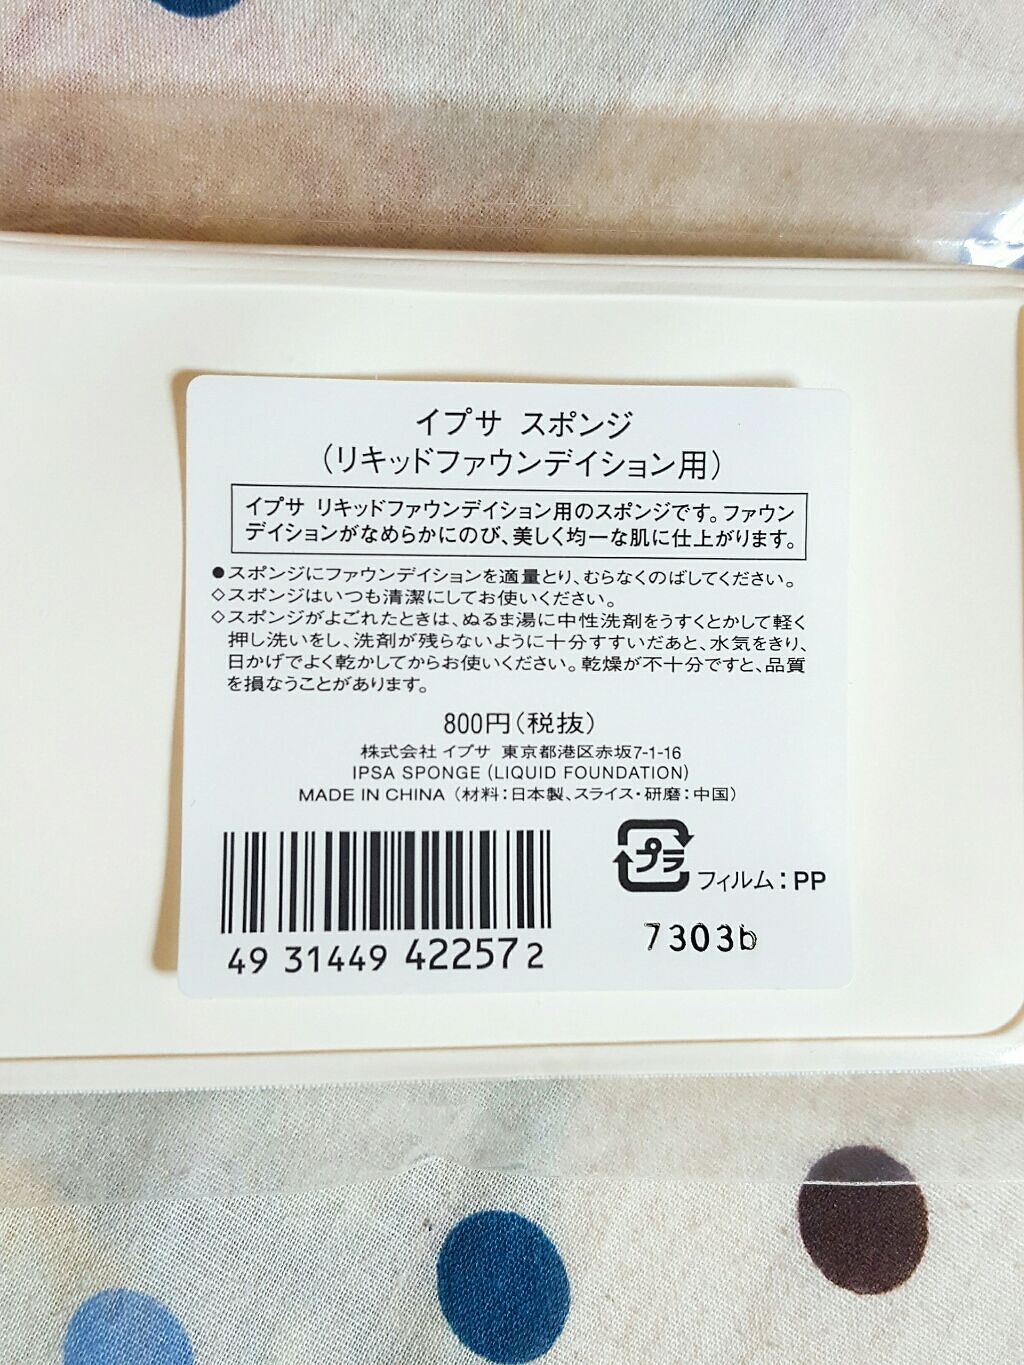 イプサ スポンジ
（リキッドファウンデイション用）
イプサ リキッドファウンデイション用のスポンジです。ファウン
デイションがなめらかにのび、美しく均一な肌に仕上がります。
●スポンジにファウンデイションを適量とり、むらなくのばしてください。
◇スポンジはいつも清潔にしてお使いください。
◇スポンジがよごれたときは、ぬるま湯に中性洗剤をうすくとかして軽く
押し洗いをし、洗剤が残らないように十分すすいだあと、水気をきり、
日かげでよく乾かしてからお使いください。乾燥が不十分ですと、品質
を損なうことがあります。
800円（税抜）
株式会社 イプサ 東京都港区赤坂7-1-16
IPSA SPONGE (LIQUID FOUNDATION)
MADE IN CHINA（材料：日本製、スライス・研磨：中国）
プラ フィルム：PP
49 31449 42257 2
7303b